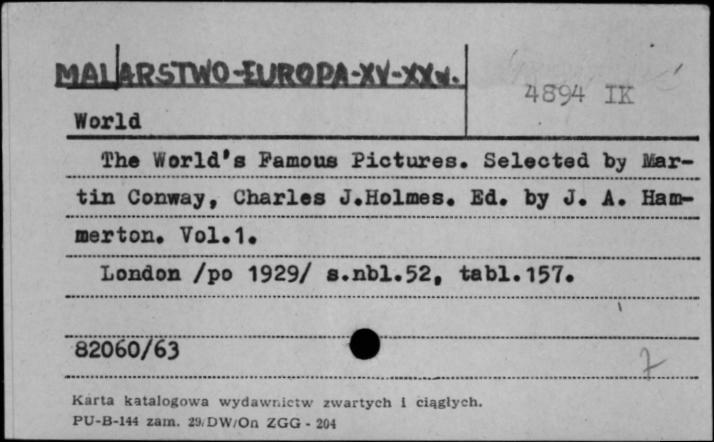 MALARSTWO-EUROPA-XV-XXw.
4894 IK
World
The World's Famous Pictures. Selected by Mar-
tin Conway, Charles J.Holmes. Ed. by J. A. Ham-
merton. Vol.1.
London /po 1929/ s.nbl.52, tabl.157.
82060/63
7
Karta katalogowa wydawnictw zwartych i ciągłych.
PU-B-144 zam. 29/DW/On ZGG - 204